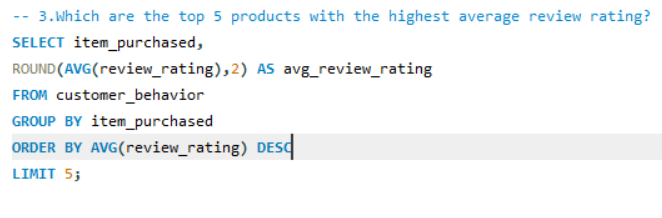 -- 3.Which are the top 5 products with the highest average review rating?
SELECT item_purchased,
ROUND(AVG(review_rating),2) AS avg_review_rating
FROM customer_behavior
GROUP BY item_purchased
ORDER BY AVG(review_rating) DESC
LIMIT 5;